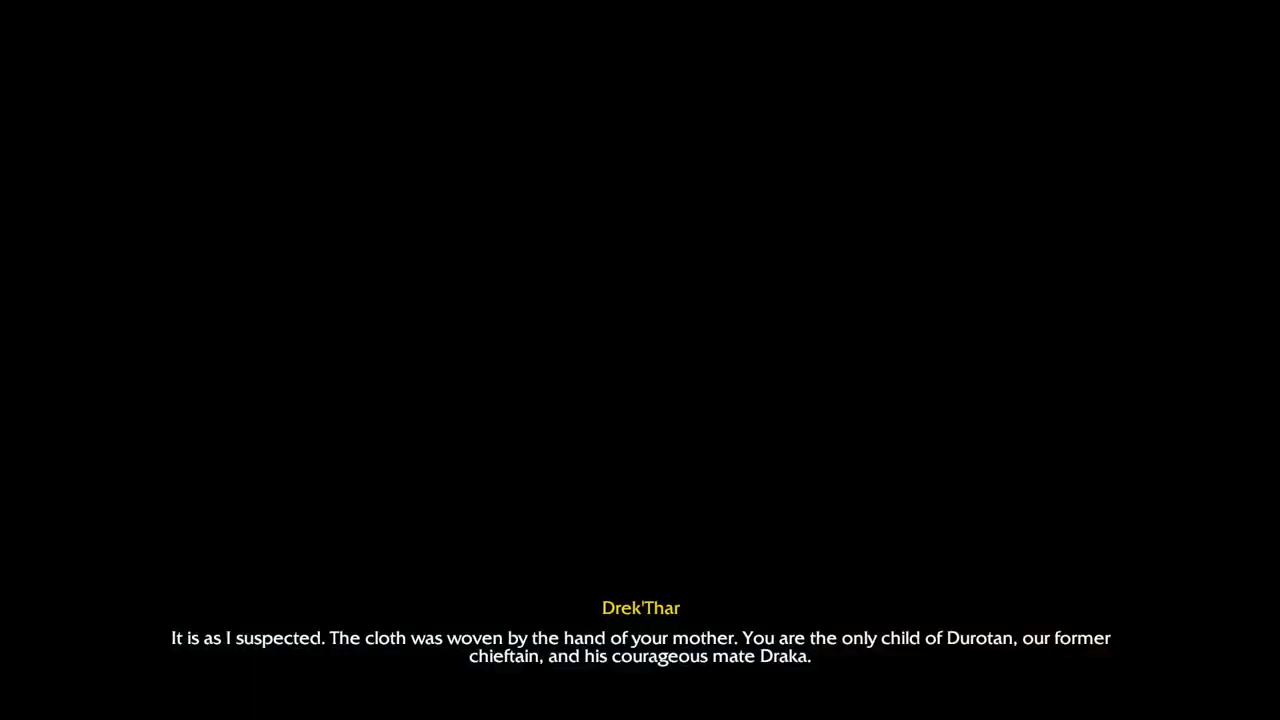 Drek'Thar
It is as I suspected. The cloth was woven by the hand of your mother. You are the only child of Durotan, our former
chieftain, and his courageous mate Draka.